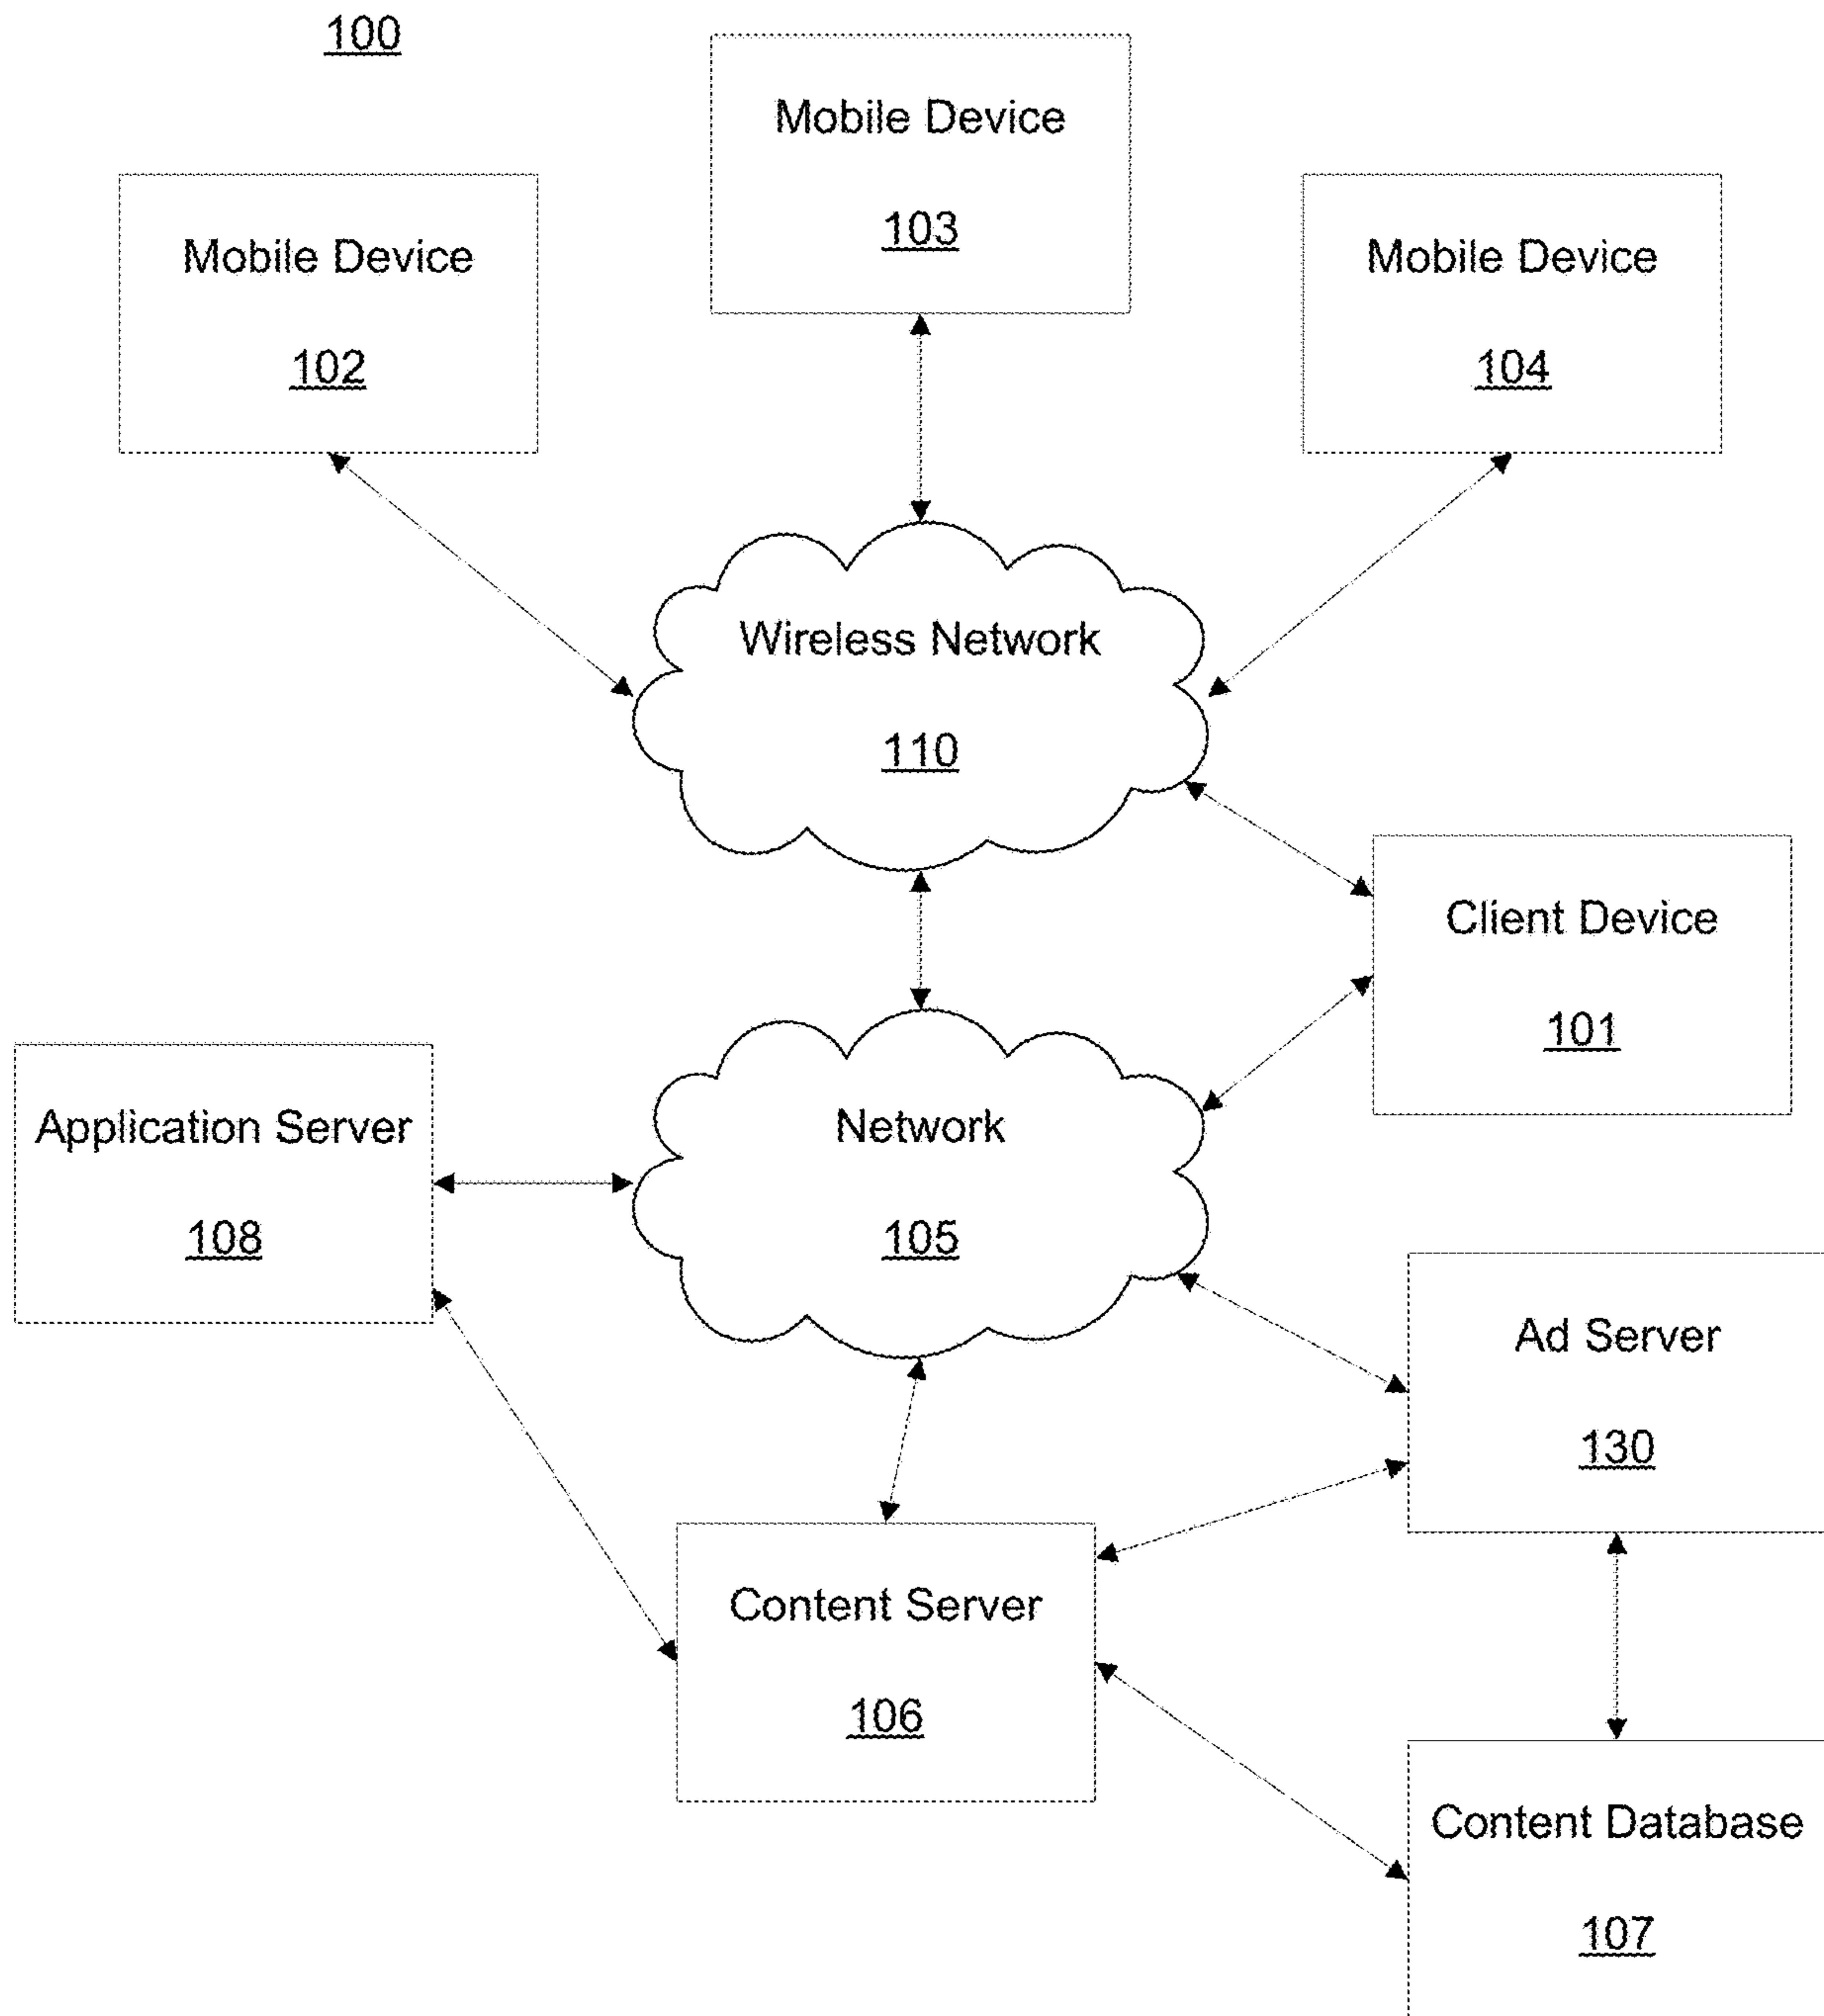 100
Mobile Device
103
Mobile Device
102
Mobile Device
104
Wireless Network
110
Client Device
101
Application Server
108
Network
105
Ad Server
130
Content Server
106
Content Database
107